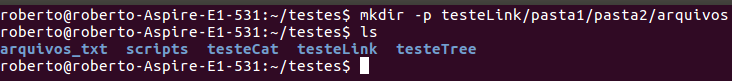 roberto@roberto-Aspire-E1-531:~/testes$ mkdir -p testeLink/pasta1/pasta2/arquivos
roberto@roberto-Aspire-E1-531:~/testes$ ls
arquivos_txt scripts testeCat testeLink testeTree
roberto@roberto-Aspire-E1-531:~/testes$